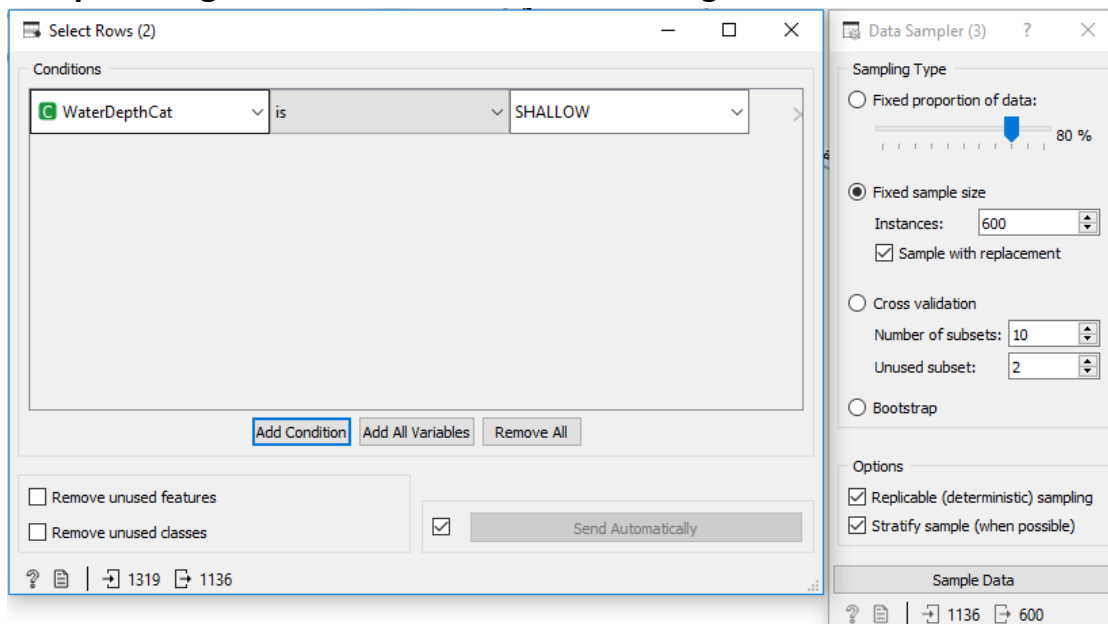 Select Rows (2)
Conditions
C WaterDepthCat is SHALLOW
Add Condition Add All Variables Remove All
Remove unused features
Remove unused classes
Send Automatically
? 1319 1136
Data Sampler (3) ?
Sampling Type
Fixed proportion of data:
80 %
Fixed sample size
Instances: 600
Sample with replacement
Cross validation
Number of subsets: 10
Unused subset: 2
Bootstrap
Options
Replicable (deterministic) sampling
Stratify sample (when possible)
Sample Data
? 1136 600